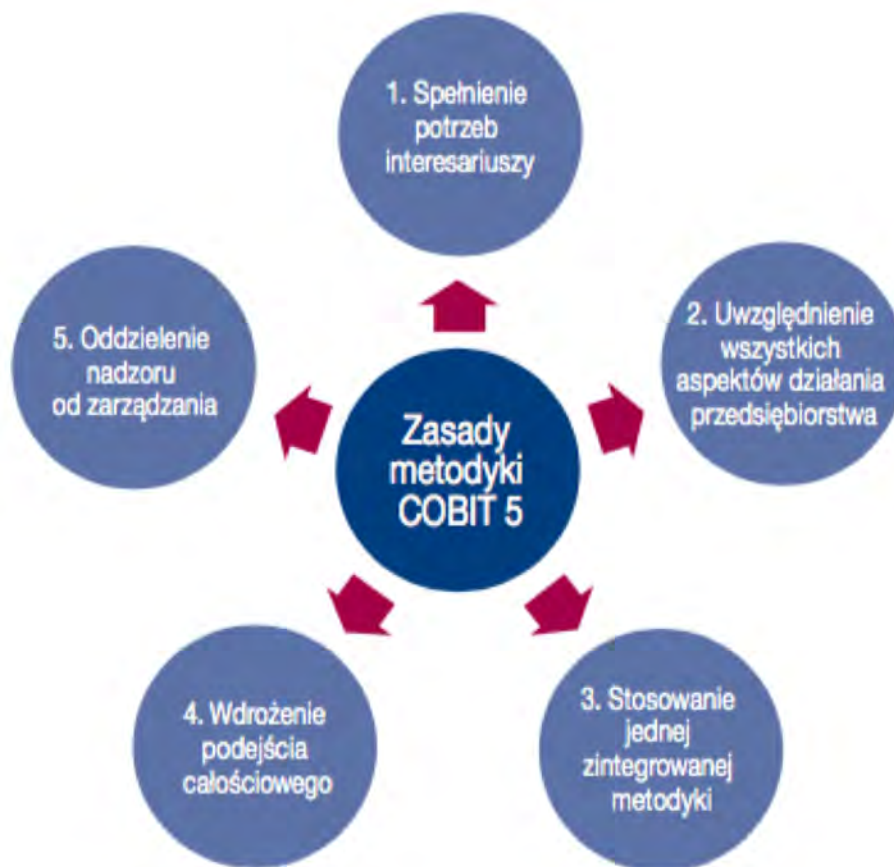 1. Spełnienie
potrzeb
interesariuszy
2. Uwzględnienie
wszystkich
aspektów działania
przedsiębiorstwa
3. Stosowanie
jednej
zintegrowanej
metodyki
4. Wdrożenie
podejścia
całościowego
5. Oddzielenie
nadzoru
od zarządzania
Zasady
metodyki
COBIT 5